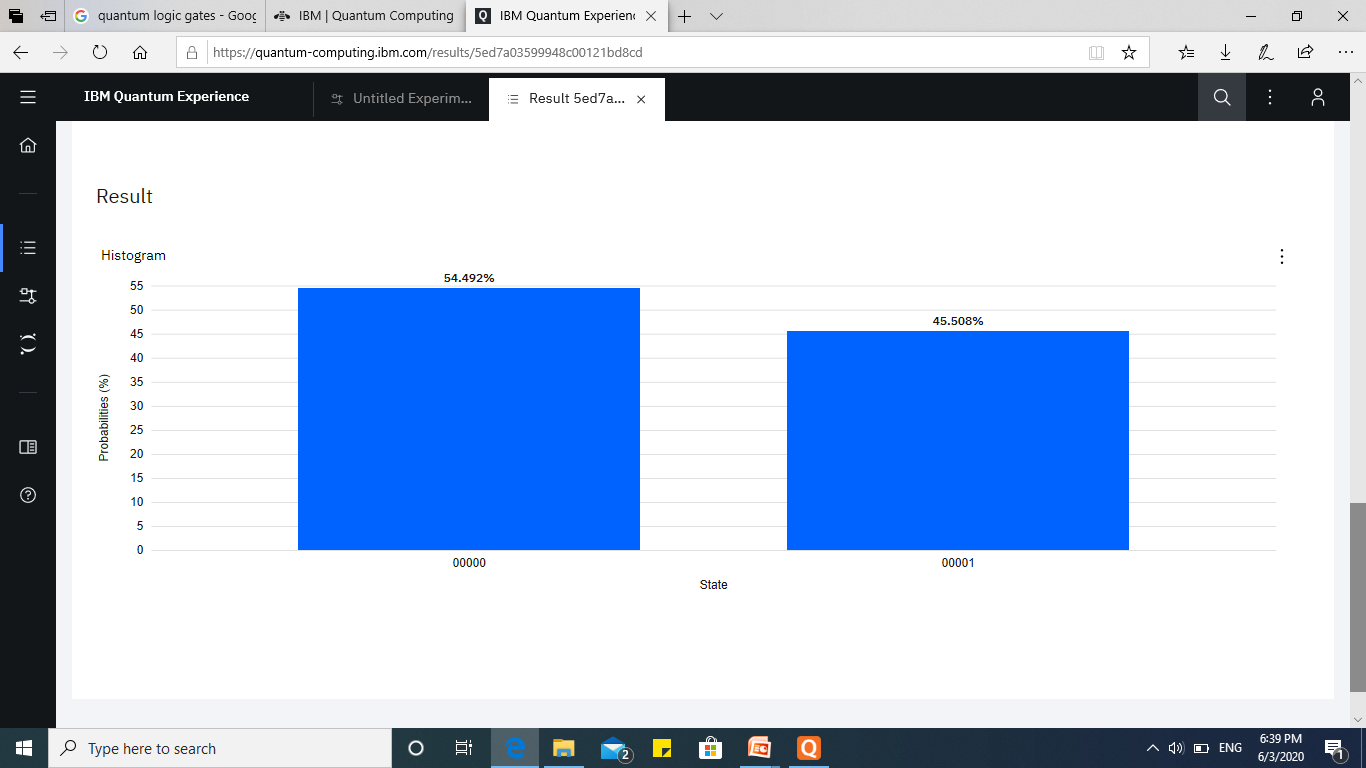 quantum logic gates - Goog
IBM | Quantum Computing
IBM Quantum Experienc
https://quantum-computing.ibm.com/results/5ed7a03599948c00121bd8cd
IBM Quantum Experience
Untitled Experim...
Result 5ed7a...
Result
Histogram
54.492%
45.508%
55
50
45
40
35
30
25
20
15
10
5
0
Probabilities (%)
00000
00001
State
Type here to search
2
ENG
6:39 PM
6/3/2020
1